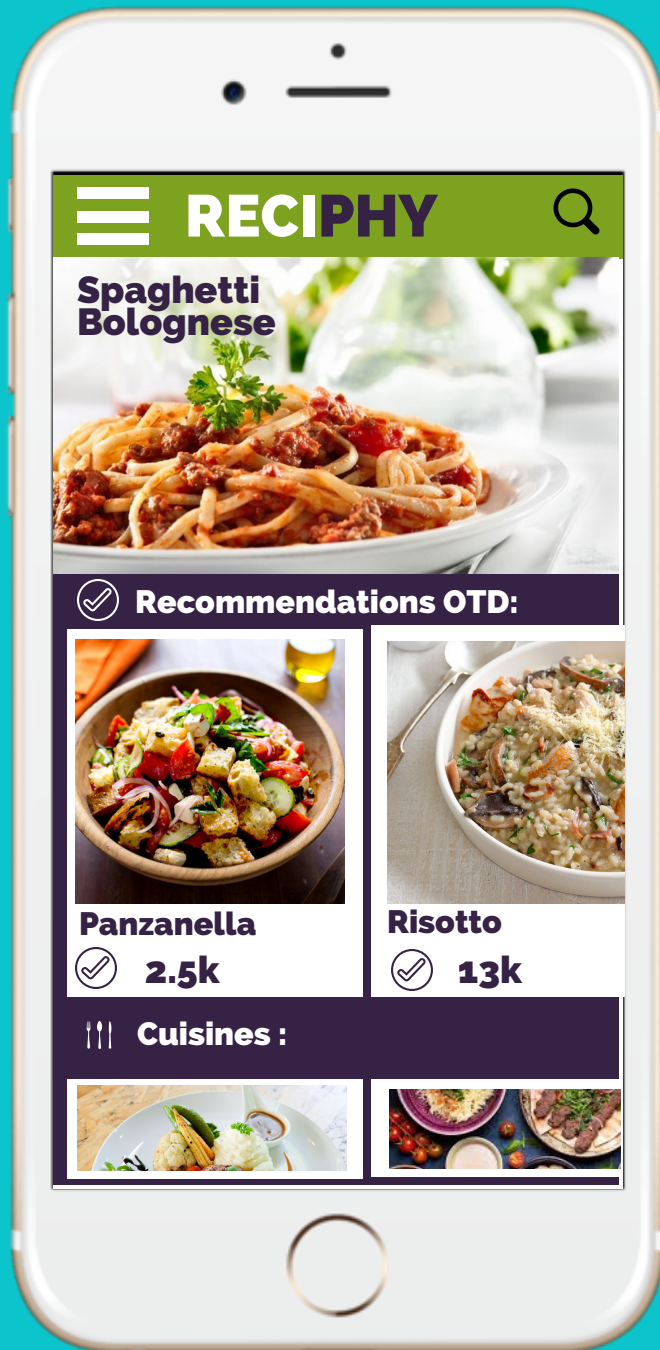 RECIPHY
Spaghetti
Bolognese
Recommendations OTD:
Panzanella
Risotto
2.5k
13k
Cuisines :